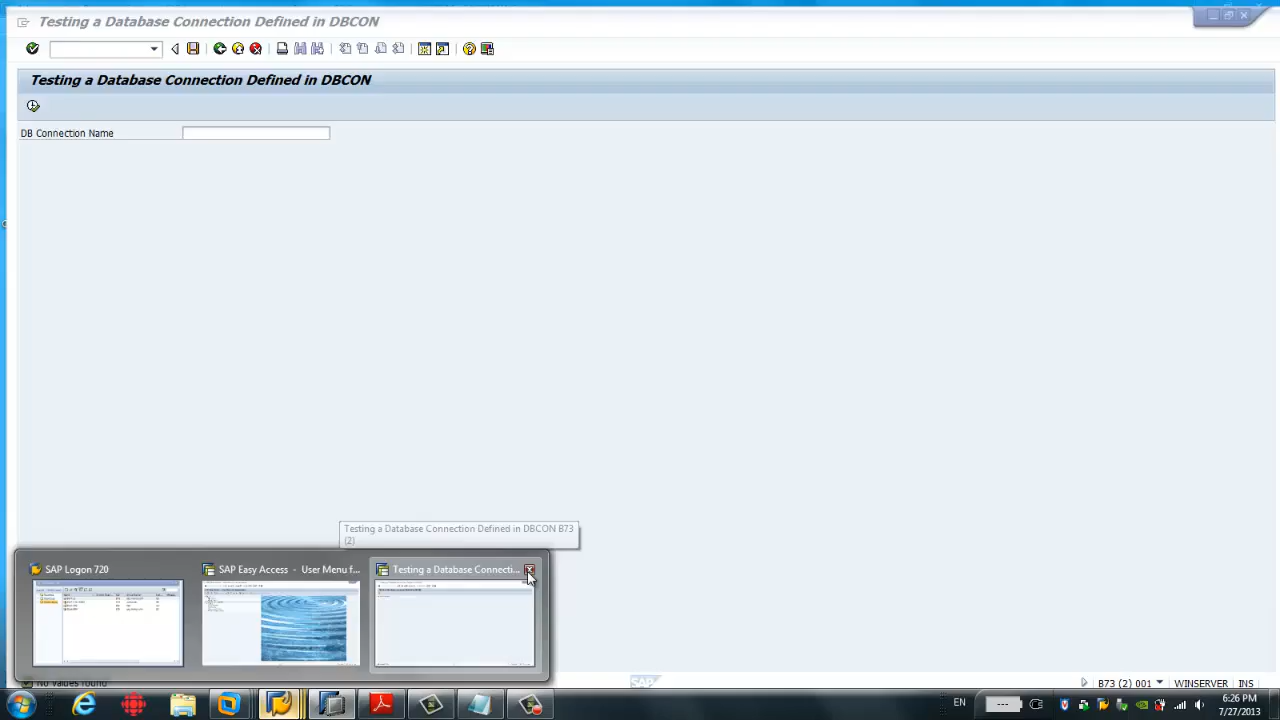 Testing a Database Connection Defined in DBCON
Testing a Database Connection Defined in DBCON
DB Connection Name
Testing a Database Connection Defined in DBCON B73
(2)
SAP Logon 720
SAP Easy Access - User Menu f...
Testing a Database Connecti...
No values found
SAP
B73 (2) 001
WINSERVER
INS
EN
6:26 PM
7/27/2013